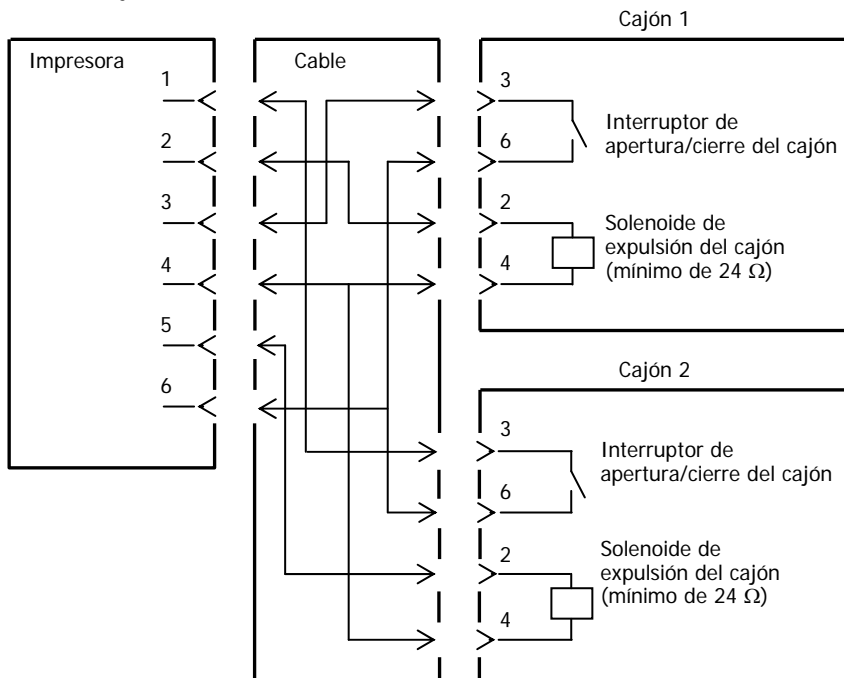 Cajón 1
Impresora
Cable
1
2
3
4
5
6
3
6
2
4
Interruptor de
apertura/cierre del cajón
Solenoide de
expulsión del cajón
(mínimo de 24 Ω)
Cajón 2
3
6
2
4
Interruptor de
apertura/cierre del cajón
Solenoide de
expulsión del cajón
(mínimo de 24 Ω)